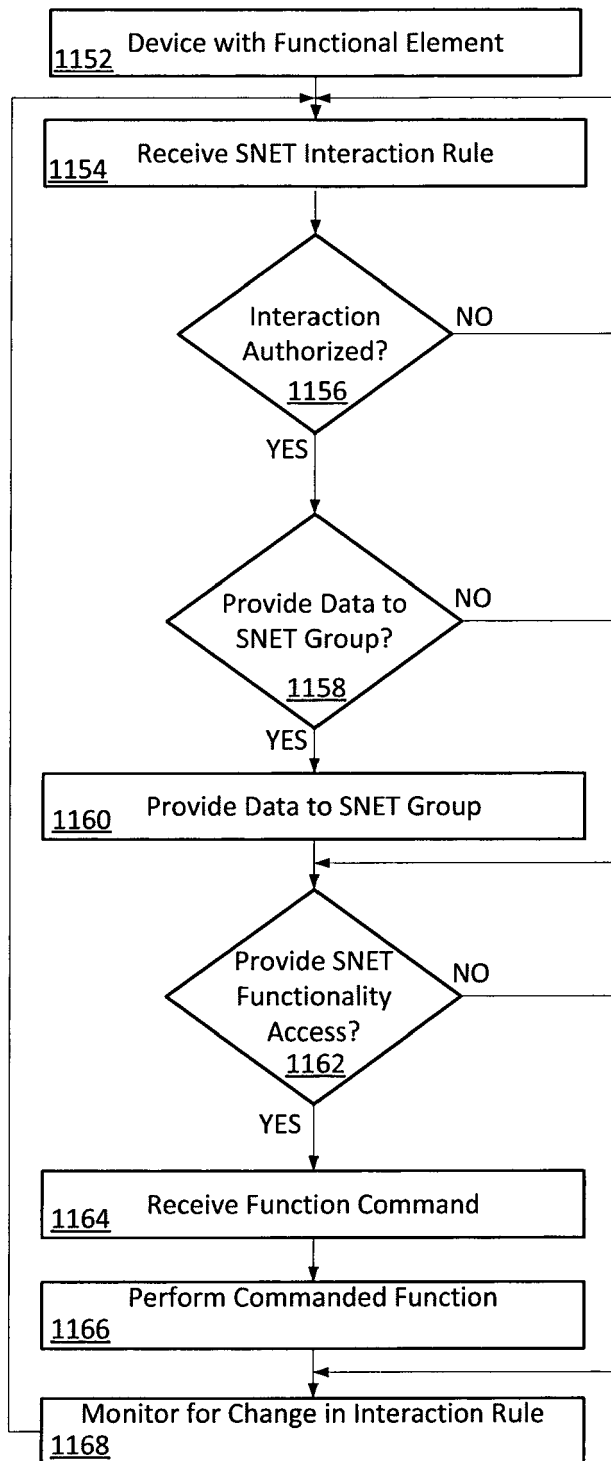 Device with Functional Element
1152
Receive SNET Interaction Rule
1154
Interaction
Authorized?
1156
NO
YES
Provide Data to
SNET Group?
1158
NO
YES
Provide Data to SNET Group
1160
Provide SNET
Functionality
Access?
1162
NO
YES
Receive Function Command
1164
Perform Commanded Function
1166
Monitor for Change in Interaction Rule
1168